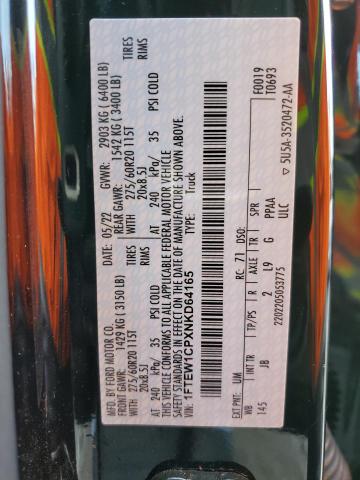 MFD. BY FORD MOTOR CO.
05/22
GVWR: 2903 KG ( 6400 LB)
FRONT GAWR: 1429 KG ( 3150 LB)
REAR GAWR: 1542 KG ( 3400 LB)
WITH 275/60R20 115T TIRES
WITH 275/60R20 115T TIRES
20x8.5J RIMS
20x8.5J RIMS
AT 240 kPa/ 35 PSI COLD
AT 240 kPa/ 35 PSI COLD
THIS VEHICLE CONFORMS TO ALL APPLICABLE FEDERAL MOTOR VEHICLE
SAFETY STANDARDS IN EFFECT ON THE DATE OF MANUFACTURE SHOWN ABOVE.
VIN: 1FTEW1CPXNKD64165
Truck
F0019
T0693
EXT PNT: UM
RC: 71
DSO:
WB INT TR TP/PS R AXLE TR SPR
145 JB 2 L9 G PPAA
2202205053775
ULC
5U5A-3520472-AA